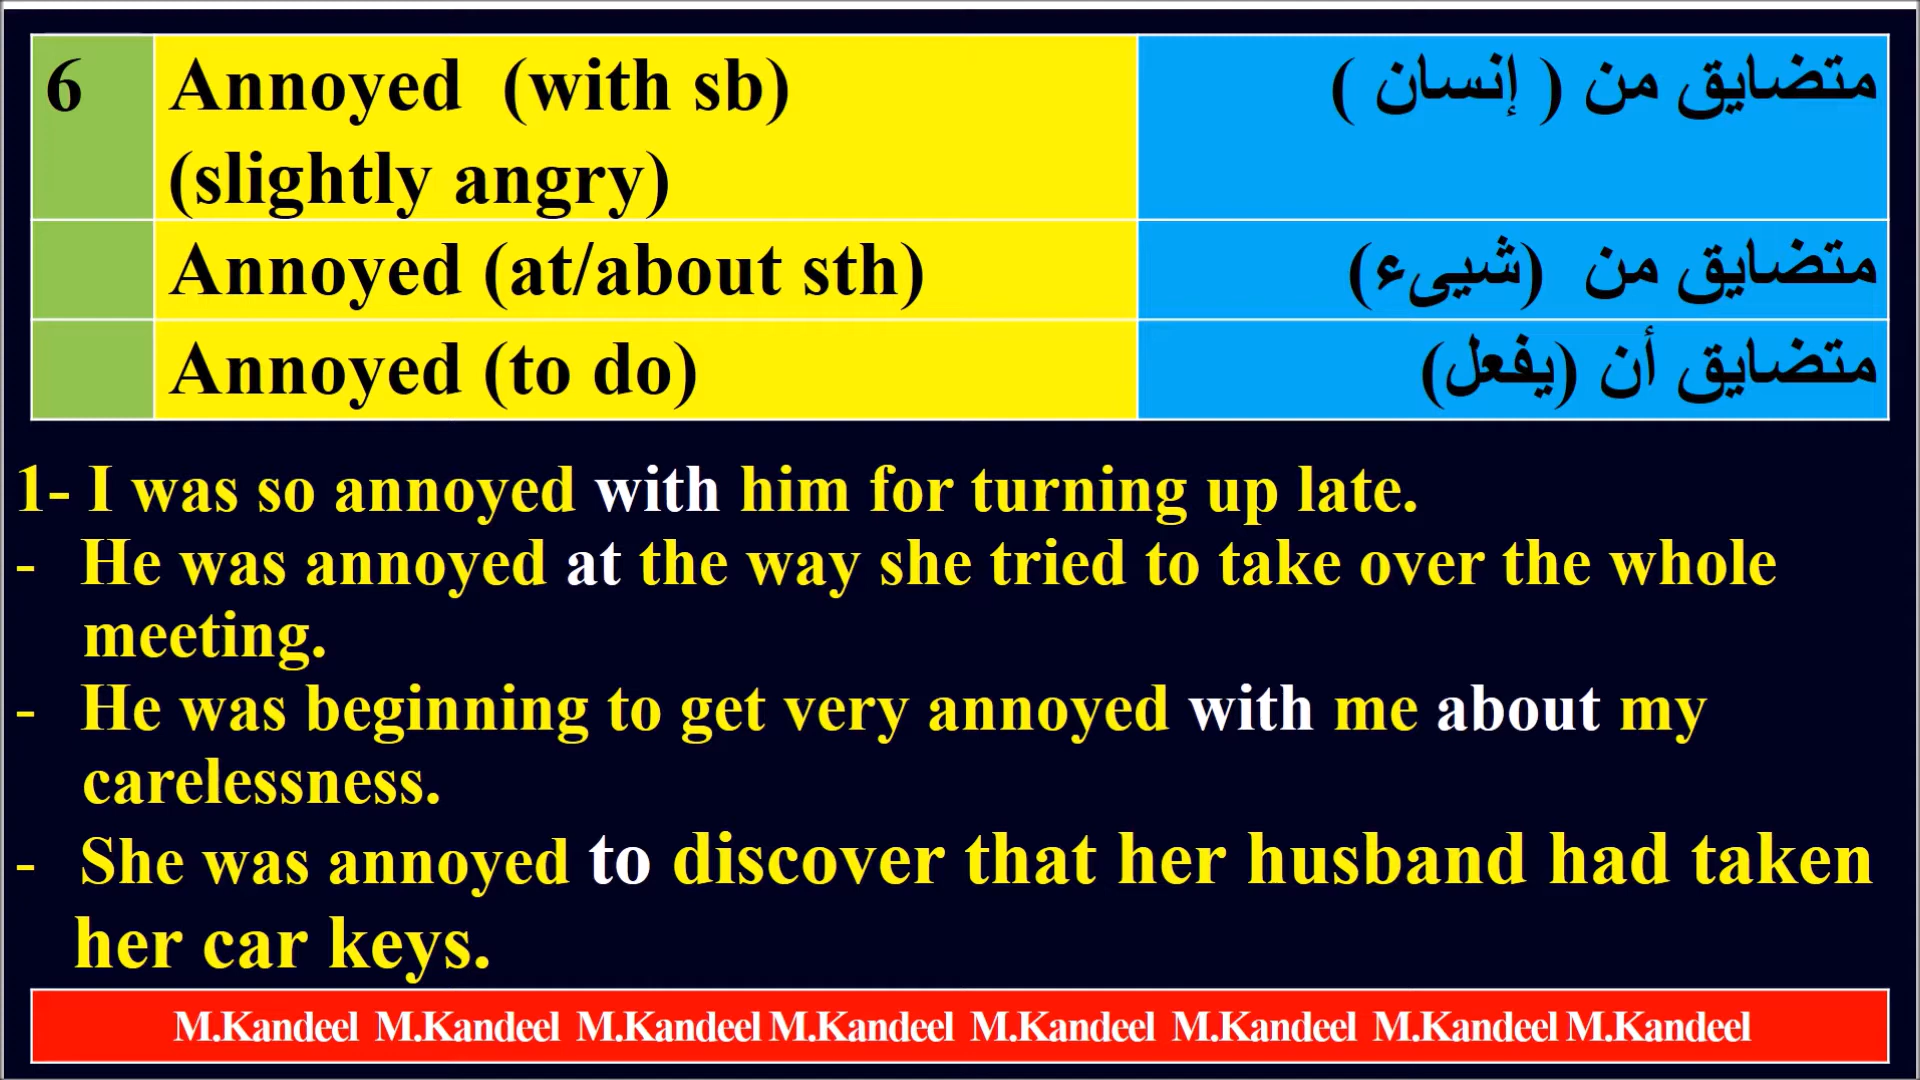 6 Annoyed (with sb) متضايق من ( إنسان )
(slightly angry)
Annoyed (at/about sth) متضايق من (شييء)
Annoyed (to do) متضايق أن (يفعل)
1- I was so annoyed with him for turning up late.
- He was annoyed at the way she tried to take over the whole
meeting.
- He was beginning to get very annoyed with me about my
carelessness.
- She was annoyed to discover that her husband had taken
her car keys.
M.Kandeel M.Kandeel M.Kandeel M.Kandeel M.Kandeel M.Kandeel M.Kandeel M.Kandeel